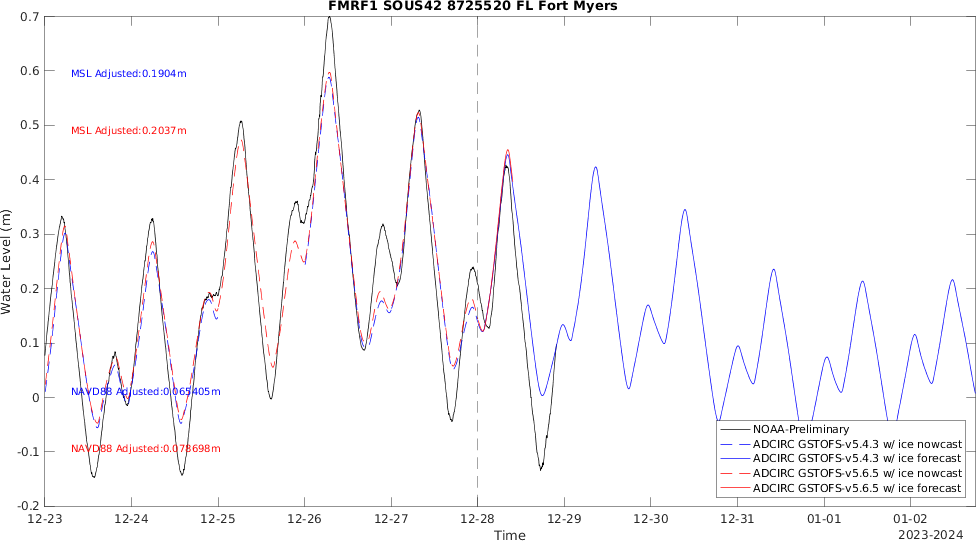 FMRF1 SOUS42 8725520 FL Fort Myers
0.7
0.6
0.5
0.4
0.3
0.2
0.1
0
-0.1
-0.2
Water Level (m)
MSL Adjusted:0.1904m
MSL Adjusted:0.2037m
NAVD88 Adjusted:0.065405m
NAVD88 Adjusted:0.078698m
NOAA-Preliminary
ADCIRC GSTOFS-v5.4.3 w/ ice nowcast
ADCIRC GSTOFS-v5.4.3 w/ ice forecast
ADCIRC GSTOFS-v5.6.5 w/ ice nowcast
ADCIRC GSTOFS-v5.6.5 w/ ice forecast
12-23 12-24 12-25 12-26 12-27 12-28 12-29 12-30 12-31 01-01 01-02
Time
2023-2024